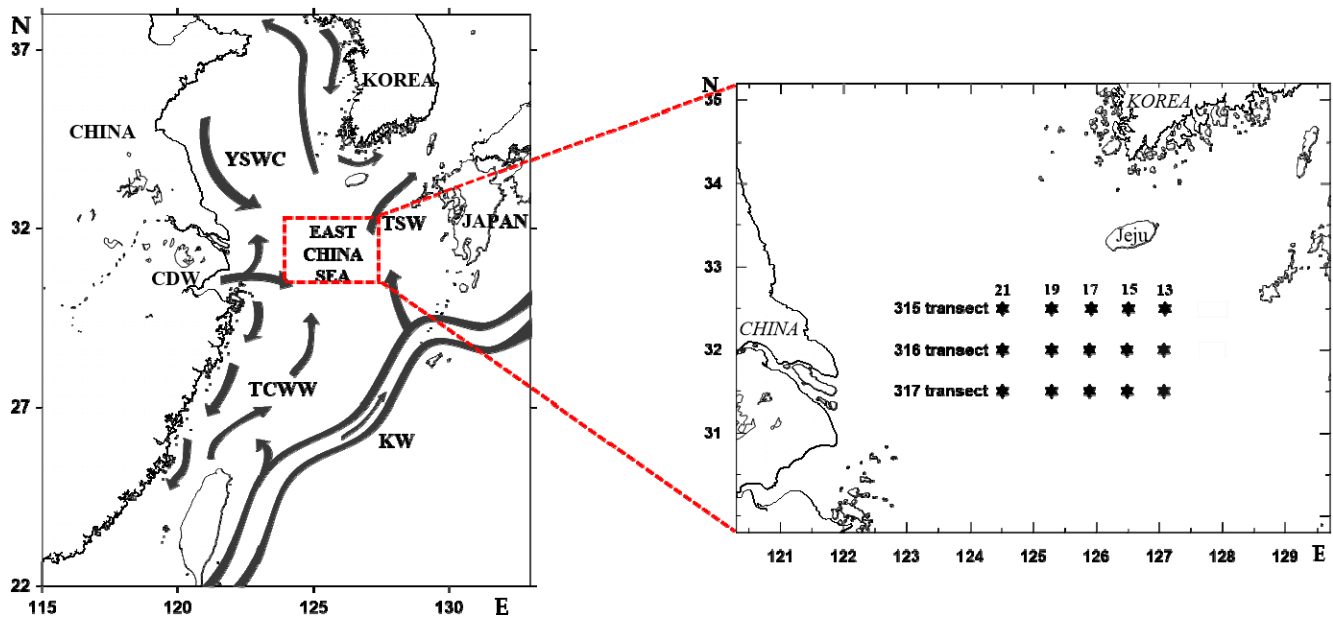 N
37
KOREA
CHINA
YSWC
32
TSW
JAPAN
EAST
CHINA
SEA
CDW
TCWW
27
KW
22
115
120
125
130
E
N
35
KOREA
34
Jeju
33
21 19 17 15 13
315 transect
CHINA
32
316 transect
317 transect
31
121 122 123 124 125 126 127 128 129 E